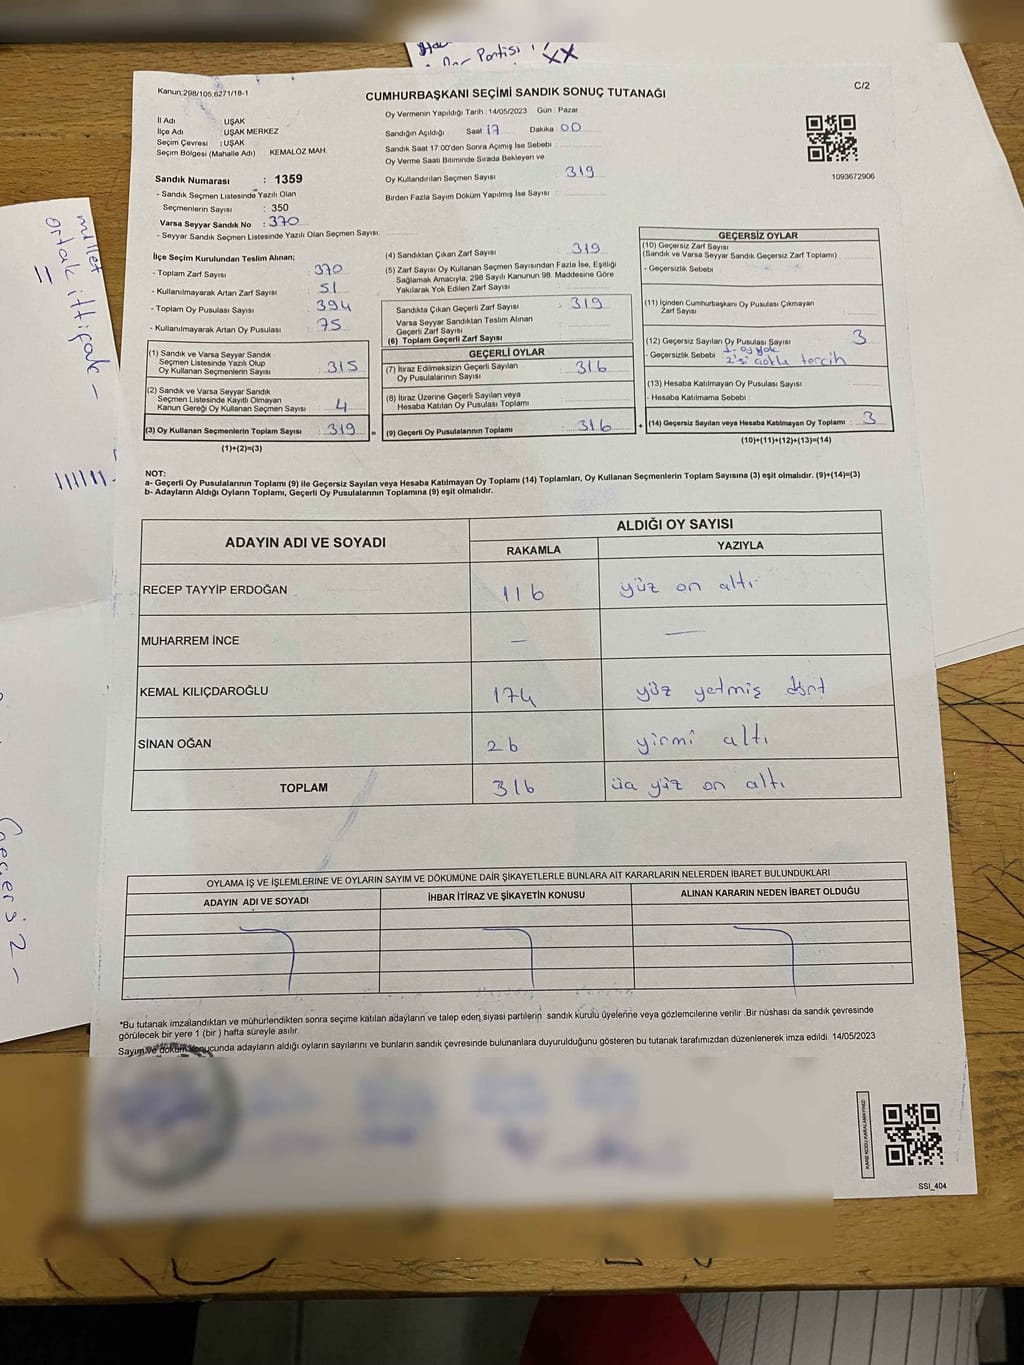 Partisi
XX
Kanun:298/105,6271/18-1
CUMHURBAŞKANI SEÇİMİ SANDIK SONUÇ TUTANAĞI
C/2
İl Adı : UŞAK
İlçe Adı : UŞAK MERKEZ
Seçim Çevresi : UŞAK
Seçim Bölgesi (Mahalle Adı) KEMALÖZ MAH.
Oy Vermenin Yapıldığı Tarih :14/05/2023 Gün : Pazar
Sandığın Açıldığı Saat 17 Dakika : 00
Sandık Saat 17.00'den Sonra Açımış İse Sebebi :
Oy Verme Saati Bitiminde Sırada Bekleyen ve
Oy Kullandırılan Seçmen Sayısı : 319
Birden Fazla Sayım Döküm Yapılmış İse Sayısı :
1093672906
Sandık Numarası : 1359
- Sandık Seçmen Listesinde Yazılı Olan
Seçmenlerin Sayısı : 350
Varsa Seyyar Sandık No : 370
- Seyyar Sandık Seçmen Listesinde Yazılı Olan Seçmen Sayısı:
İlçe Seçim Kurulundan Teslim Alınan;
- Toplam Zarf Sayısı : 370
- Kullanılmayarak Artan Zarf Sayısı : 51
- Toplam Oy Pusulası Sayısı : 394
- Kullanılmayarak Artan Oy Pusulası : 75
(1) Sandık ve Varsa Seyyar Sandık
Seçmen Listesinde Yazılı Olup
Oy Kullanan Seçmenlerin Sayısı : 315
(2) Sandık ve Varsa Seyyar Sandık
Seçmen Listesinde Kayıtlı Olmayan
Kanun Gereği Oy Kullanan Seçmen Sayısı : 4
(3) Oy Kullanan Seçmenlerin Toplam Sayısı : 319 =
(1)+(2)=(3)
(4) Sandıktan Çıkan Zarf Sayısı : 319
(5) Zarf Sayısı Oy Kullanan Seçmen Sayısından Fazla İse, Eşitliği
Sağlamak Amacıyla, 298 Sayılı Kanunun 98. Maddesine Göre
Yakılarak Yok Edilen Zarf Sayısı :
Sandıkta Çıkan Geçerli Zarf Sayısı : 319
Varsa Seyyar Sandıktan Teslim Alınan
Geçerli Zarf Sayısı
(6) Toplam Geçerli Zarf Sayısı
GEÇERLİ OYLAR
(7) İtiraz Edilmeksizin Geçerli Sayılan
Oy Pusulalarının Sayısı : 316
(8) İtiraz Üzerine Geçerli Sayılan veya
Hesaba Katılan Oy Pusulası Toplamı :
(9) Geçerli Oy Pusulalarının Toplamı : 316 +
GEÇERSİZ OYLAR
(10) Geçersiz Zarf Sayısı
(Sandık ve Varsa Seyyar Sandık Geçersiz Zarf Toplamı) :
- Geçersizlik Sebebi :
(11) İçinden Cumhurbaşkanı Oy Pusulası Çıkmayan
Zarf Sayısı :
(12) Geçersiz Sayılan Oy Pusulası Sayısı : 3
- Geçersizlik Sebebi : 1. oy yok
2'si çoklu tercih
(13) Hesaba Katılmayan Oy Pusulası Sayısı
- Hesaba Katılmama Sebebi :
(14) Geçersiz Sayılan veya Hesaba Katılmayan Oy Toplamı : 3
(10)+(11)+(12)+(13)=(14)
NOT:
a- Geçerli Oy Pusulalarının Toplamı (9) ile Geçersiz Sayılan veya Hesaba Katılmayan Oy Toplamı (14) Toplamları, Oy Kullanan Seçmenlerin Toplam Sayısına (3) eşit olmalıdır. (9)+(14)=(3)
b- Adayların Aldığı Oyların Toplamı, Geçerli Oy Pusulalarının Toplamına (9) eşit olmalıdır.
ADAYIN ADI VE SOYADI
ALDIĞI OY SAYISI
RAKAMLA YAZIYLA
RECEP TAYYİP ERDOĞAN 116 yüz on altı
MUHARREM İNCE — —
KEMAL KILIÇDAROĞLU 174 yüz yetmiş dört
SİNAN OĞAN 26 yirmi altı
TOPLAM 316 üç yüz on altı
OYLAMA İŞ VE İŞLEMLERİNE VE OYLARIN SAYIM VE DÖKÜMÜNE DAİR ŞİKAYETLERLE BUNLARA AİT KARARLARIN NELERDEN İBARET BULUNDUKLARI
ADAYIN ADI VE SOYADI İHBAR İTİRAZ VE ŞİKAYETİN KONUSU ALINAN KARARIN NEDEN İBARET OLDUĞU
*Bu tutanak imzalandıktan ve mühürlendikten sonra seçime katılan adayların ve talep eden siyasi partilerin sandık kurulu üyelerine veya gözlemcilerine verilir .Bir nüshası da sandık çevresinde
görülecek bir yere 1 (bir ) hafta süreyle asılır.
Sayım ve döküm sonucunda adayların aldığı oyların sayılarını ve bunların sandık çevresinde bulunanlara duyurulduğunu gösteren bu tutanak tarafımızdan düzenlenerek imza edildi. 14/05/2023
KARE KODU KARALAMAYINIZ!
SSİ_404
millet
ortak ittifak –
Geçersiz –